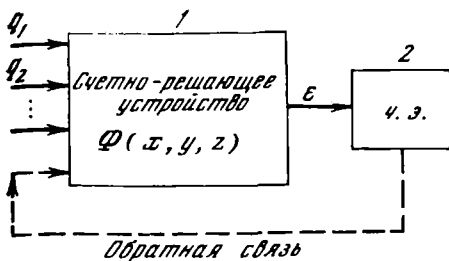 1
q1
q2
⋮
Счетно-решающее
устройство
Φ(x, y, z)
ε
2
ч. э.
Обратная связь